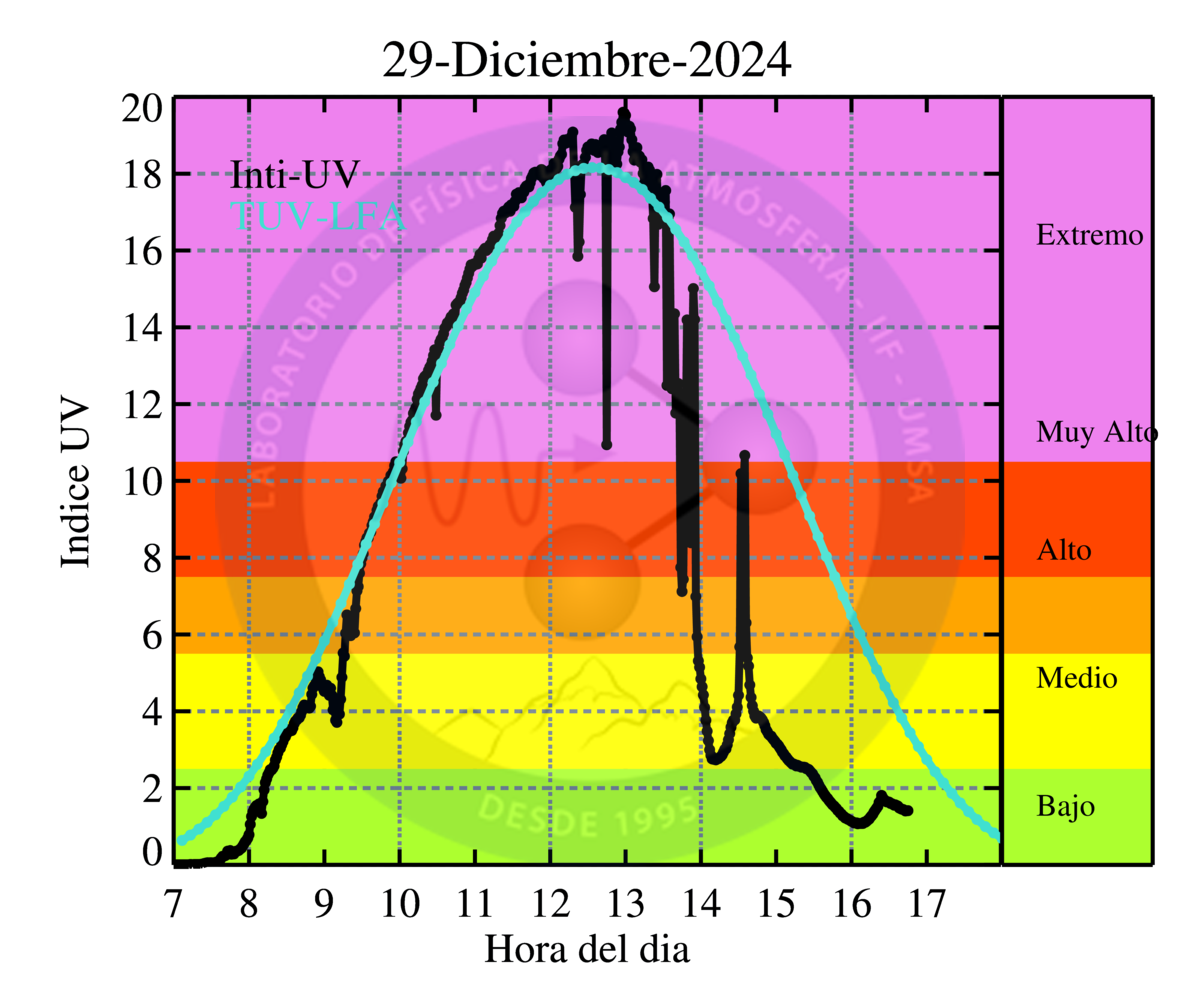 29-Diciembre-2024
Inti-UV
TUV-LFA
LABORATORIO DE FÍSICA DE LA ATMÓSFERA - IIF - UMSA
DESDE 1995
Indice UV
20
18
16
14
12
10
8
6
4
2
0
7 8 9 10 11 12 13 14 15 16 17
Hora del dia
Extremo
Muy Alto
Alto
Medio
Bajo